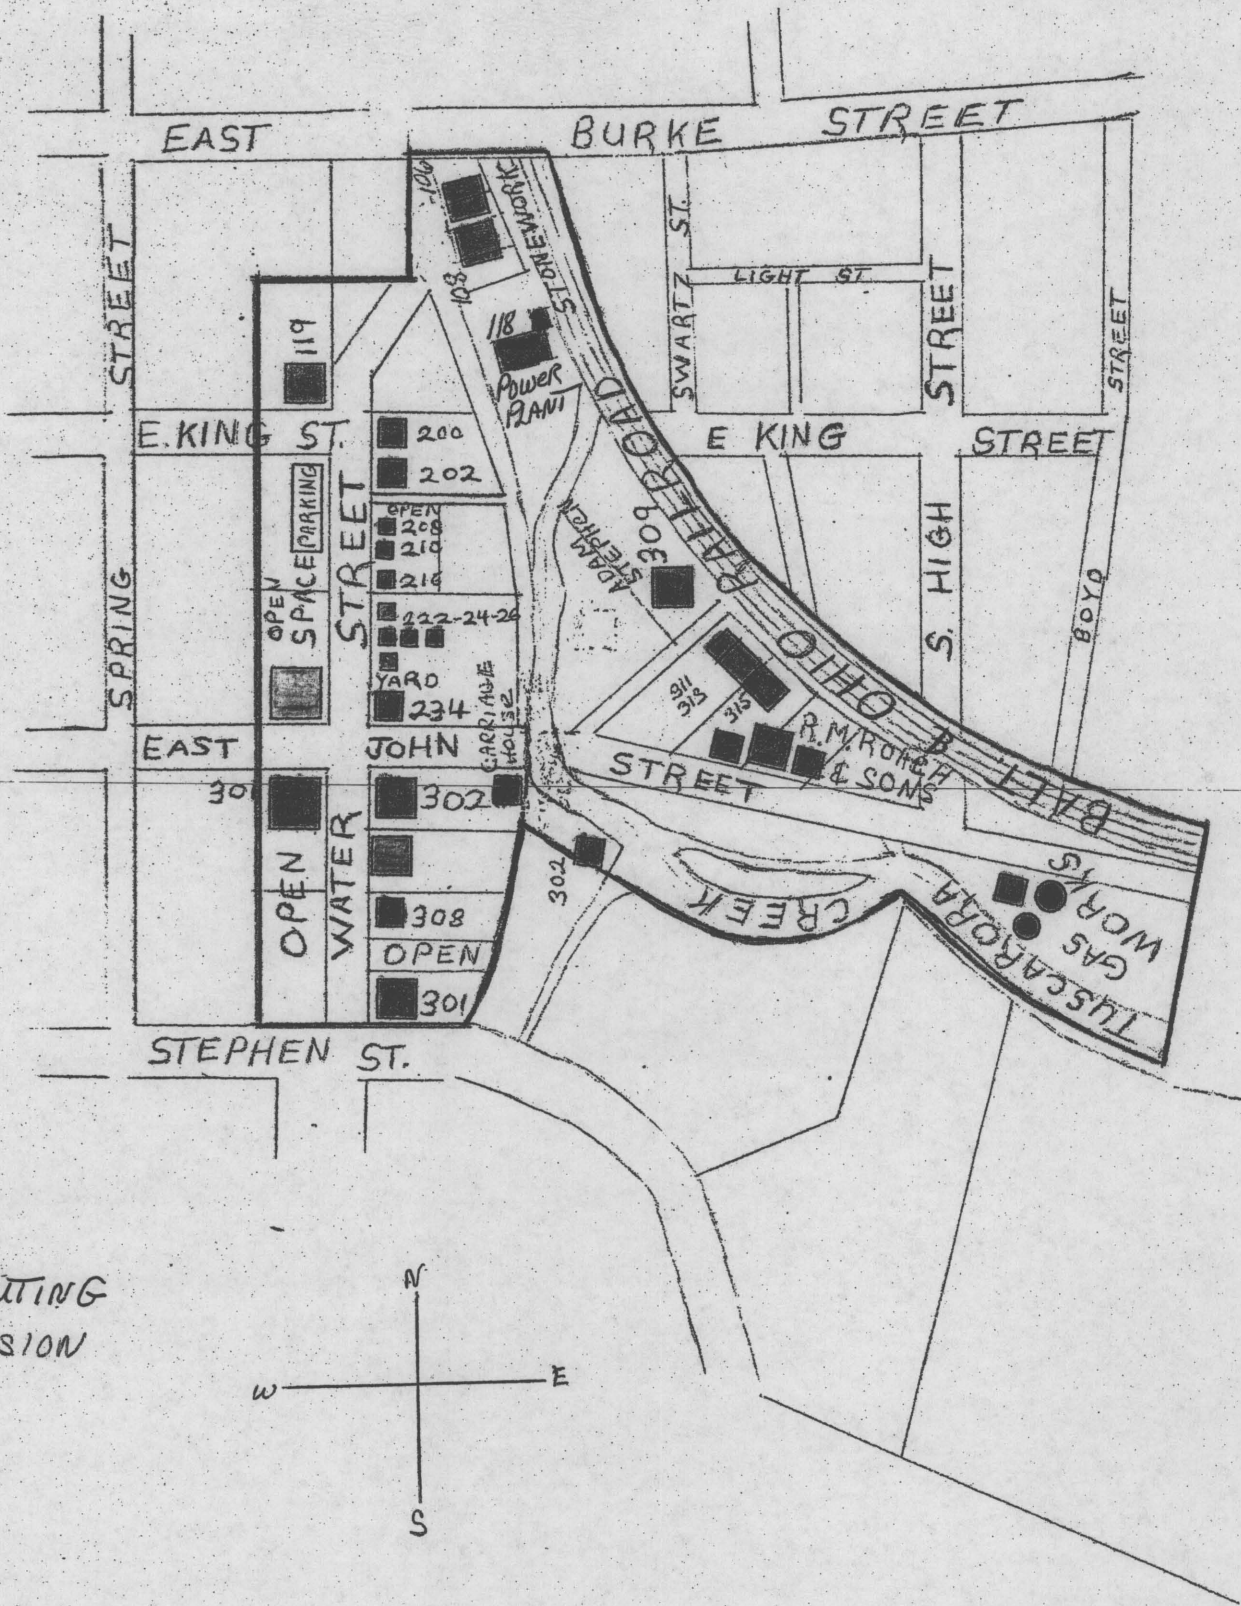 EAST BURKE STREET
106
STONEWORK
ST
108
118
POWER
PLANT
119
STREET
SPRING
E. KING ST.
PARKING
OPEN
SPACE
WATER STREET
200
202
OPEN
208
210
216
222-24-26
YARD
234
CARRIAGE
HOUSE
EAST JOHN STREET
301
302
OPEN
308
OPEN
301
302
STEPHEN ST.
SWARTZ ST.
LIGHT ST
S. HIGH STREET
BOYD STREET
E KING STREET
ADAM
STEPHEN
309
311
313
315
R.M. ROACH
& SONS
BALT & OHIO RAILROAD
TUSCARORA CREEK
GAS
WORKS
N
W
E
S
SION